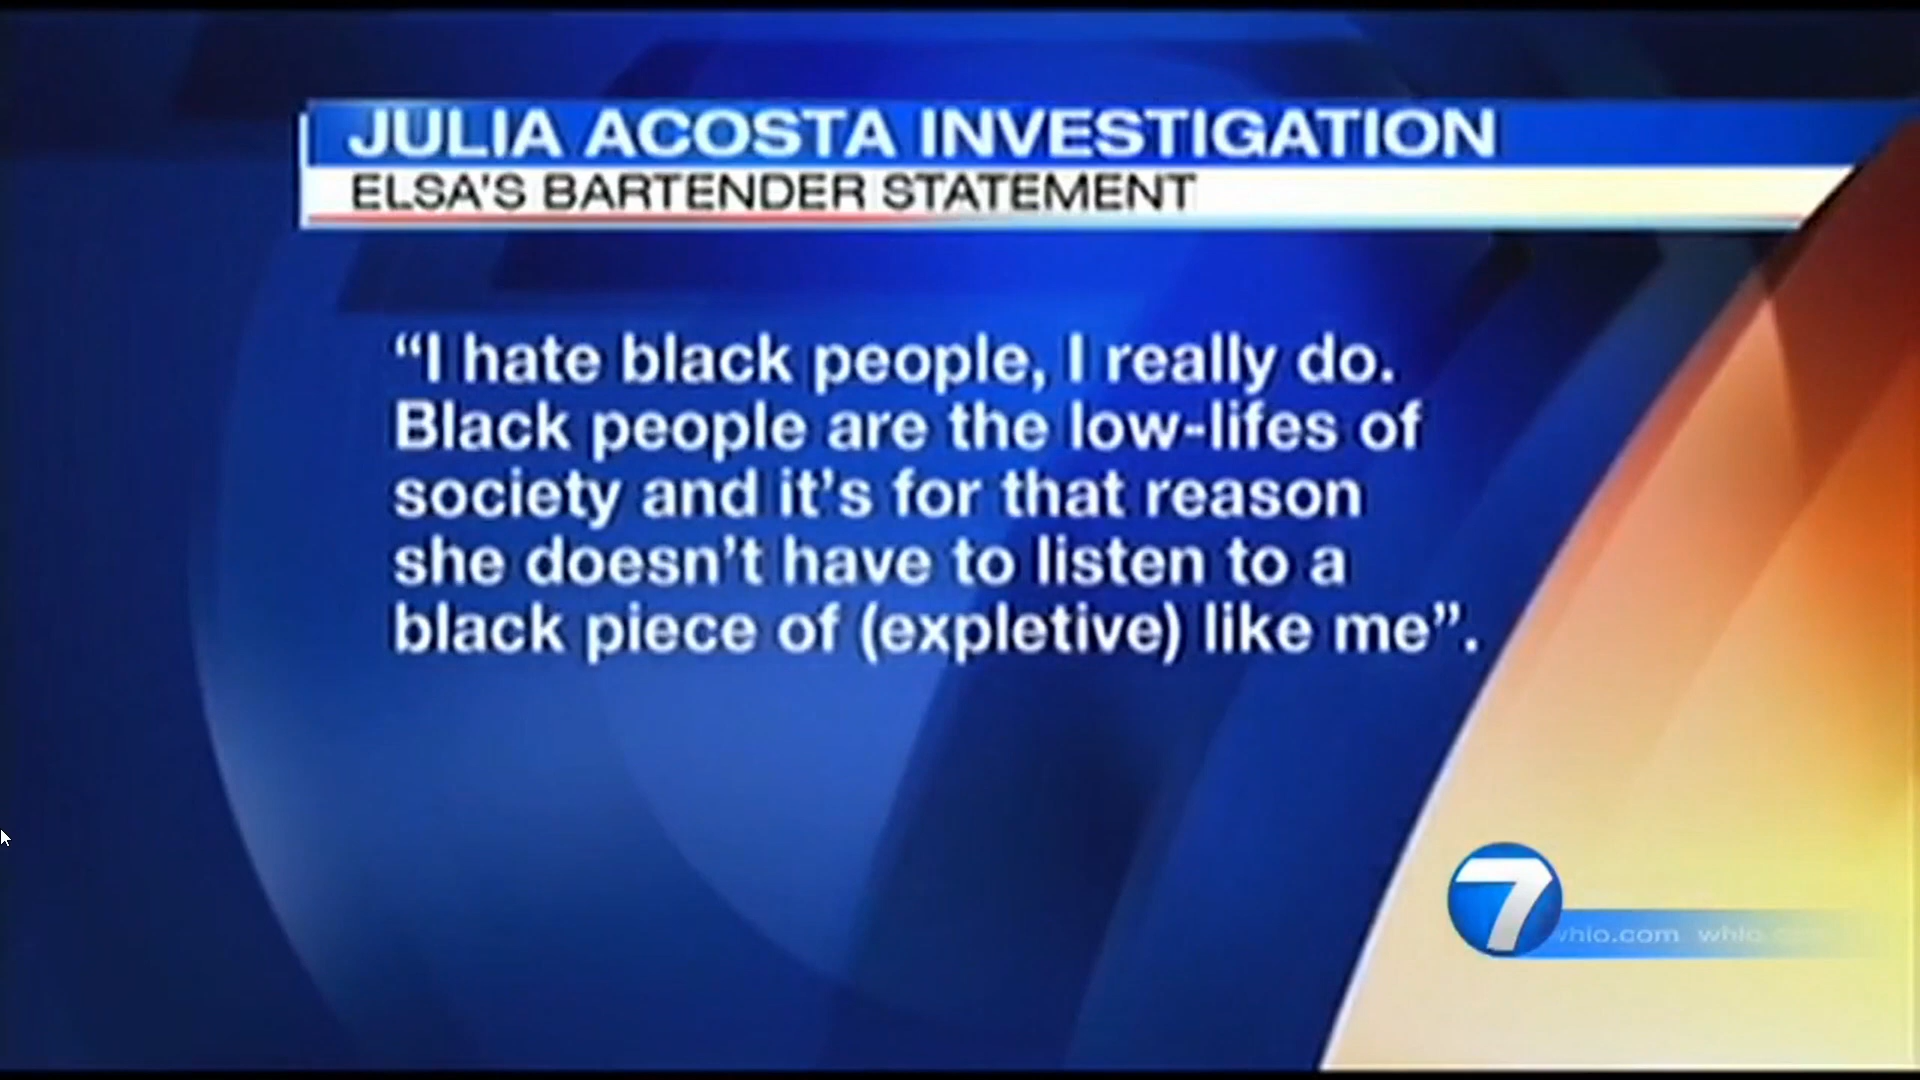 JULIA ACOSTA INVESTIGATION
ELSA'S BARTENDER STATEMENT
“I hate black people, I really do.
Black people are the low-lifes of
society and it’s for that reason
she doesn’t have to listen to a
black piece of (expletive) like me”.
7
whio.com whio